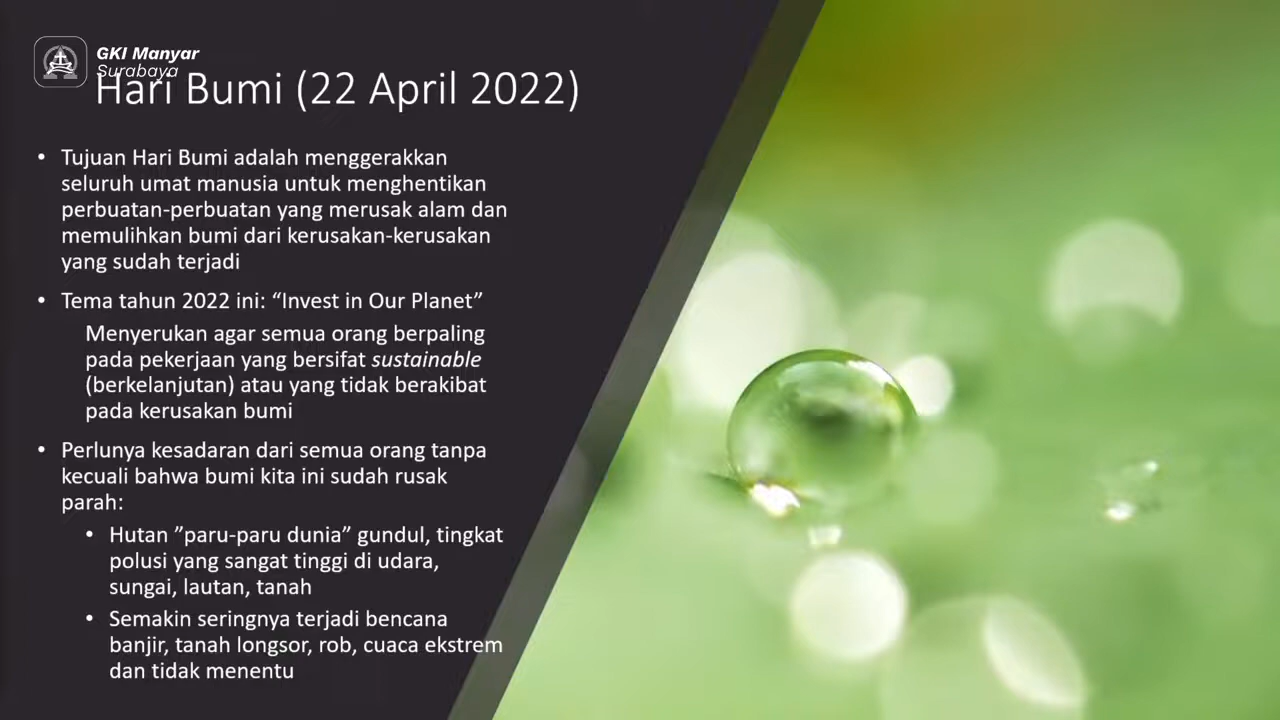 GKI Manyar
Surabaya
Hari Bumi (22 April 2022)
• Tujuan Hari Bumi adalah menggerakkan
seluruh umat manusia untuk menghentikan
perbuatan-perbuatan yang merusak alam dan
memulihkan bumi dari kerusakan-kerusakan
yang sudah terjadi
• Tema tahun 2022 ini: “Invest in Our Planet”
Menyerukan agar semua orang berpaling
pada pekerjaan yang bersifat sustainable
(berkelanjutan) atau yang tidak berakibat
pada kerusakan bumi
• Perlunya kesadaran dari semua orang tanpa
kecuali bahwa bumi kita ini sudah rusak
parah:
• Hutan ”paru-paru dunia” gundul, tingkat
polusi yang sangat tinggi di udara,
sungai, lautan, tanah
• Semakin seringnya terjadi bencana
banjir, tanah longsor, rob, cuaca ekstrem
dan tidak menentu